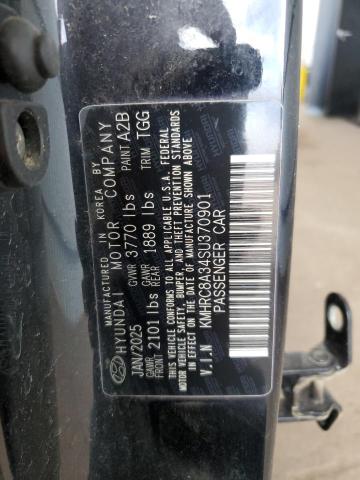 MANUFACTURED IN KOREA BY
HYUNDAI MOTOR COMPANY
JAN/2025 GVWR 3770 lbs PAINT A2B
GAWR FRONT 2101 lbs GAWR REAR 1889 lbs TRIM TGG
THIS VEHICLE CONFORMS TO ALL APPLICABLE U.S. FEDERAL MOTOR
VEHICLE SAFETY, BUMPER, AND THEFT PREVENTION STANDARDS
IN EFFECT ON THE DATE OF MANUFACTURE SHOWN ABOVE
V.I.N KMHRC8A34SU370901
PASSENGER CAR